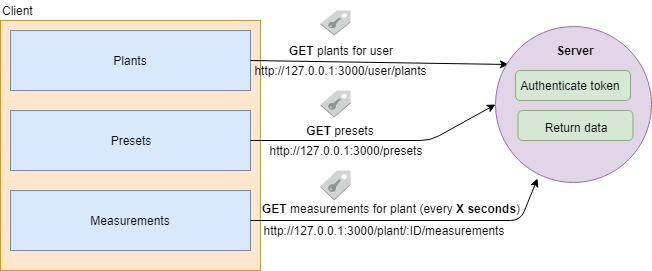 Client
Plants
GET plants for user
http://127.0.0.1:3000/user/plants
Server
Authenticate token
Return data
Presets
GET presets
http://127.0.0.1:3000/presets
Measurements
GET measurements for plant (every X seconds)
http://127.0.0.1:3000/plant/:ID/measurements